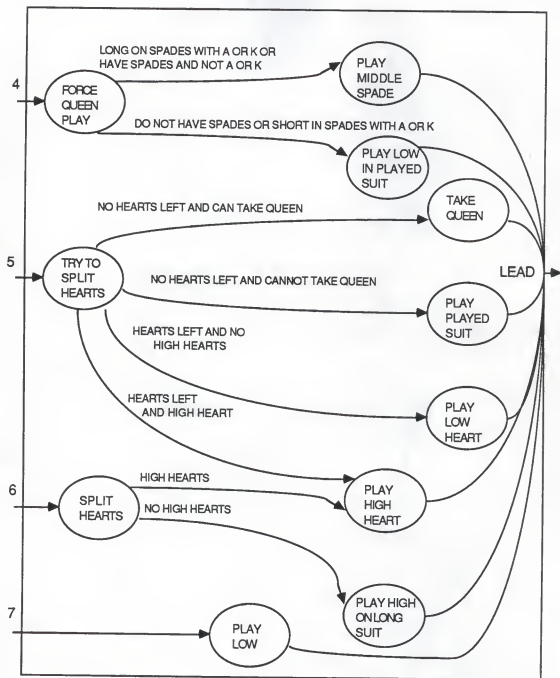 4
FORCE
QUEEN
PLAY
LONG ON SPADES WITH A OR K OR
HAVE SPADES AND NOT A OR K
PLAY
MIDDLE
SPADE
DO NOT HAVE SPADES OR SHORT IN SPADES WITH A OR K
PLAY LOW
IN PLAYED
SUIT
5
TRY TO
SPLIT
HEARTS
NO HEARTS LEFT AND CAN TAKE QUEEN
TAKE
QUEEN
LEAD
NO HEARTS LEFT AND CANNOT TAKE QUEEN
PLAY
PLAYED
SUIT
HEARTS LEFT AND NO
HIGH HEARTS
PLAY
LOW
HEART
HEARTS LEFT
AND HIGH HEART
6
SPLIT
HEARTS
HIGH HEARTS
PLAY
HIGH
HEART
NO HIGH HEARTS
PLAY HIGH
ON LONG
SUIT
7
PLAY
LOW